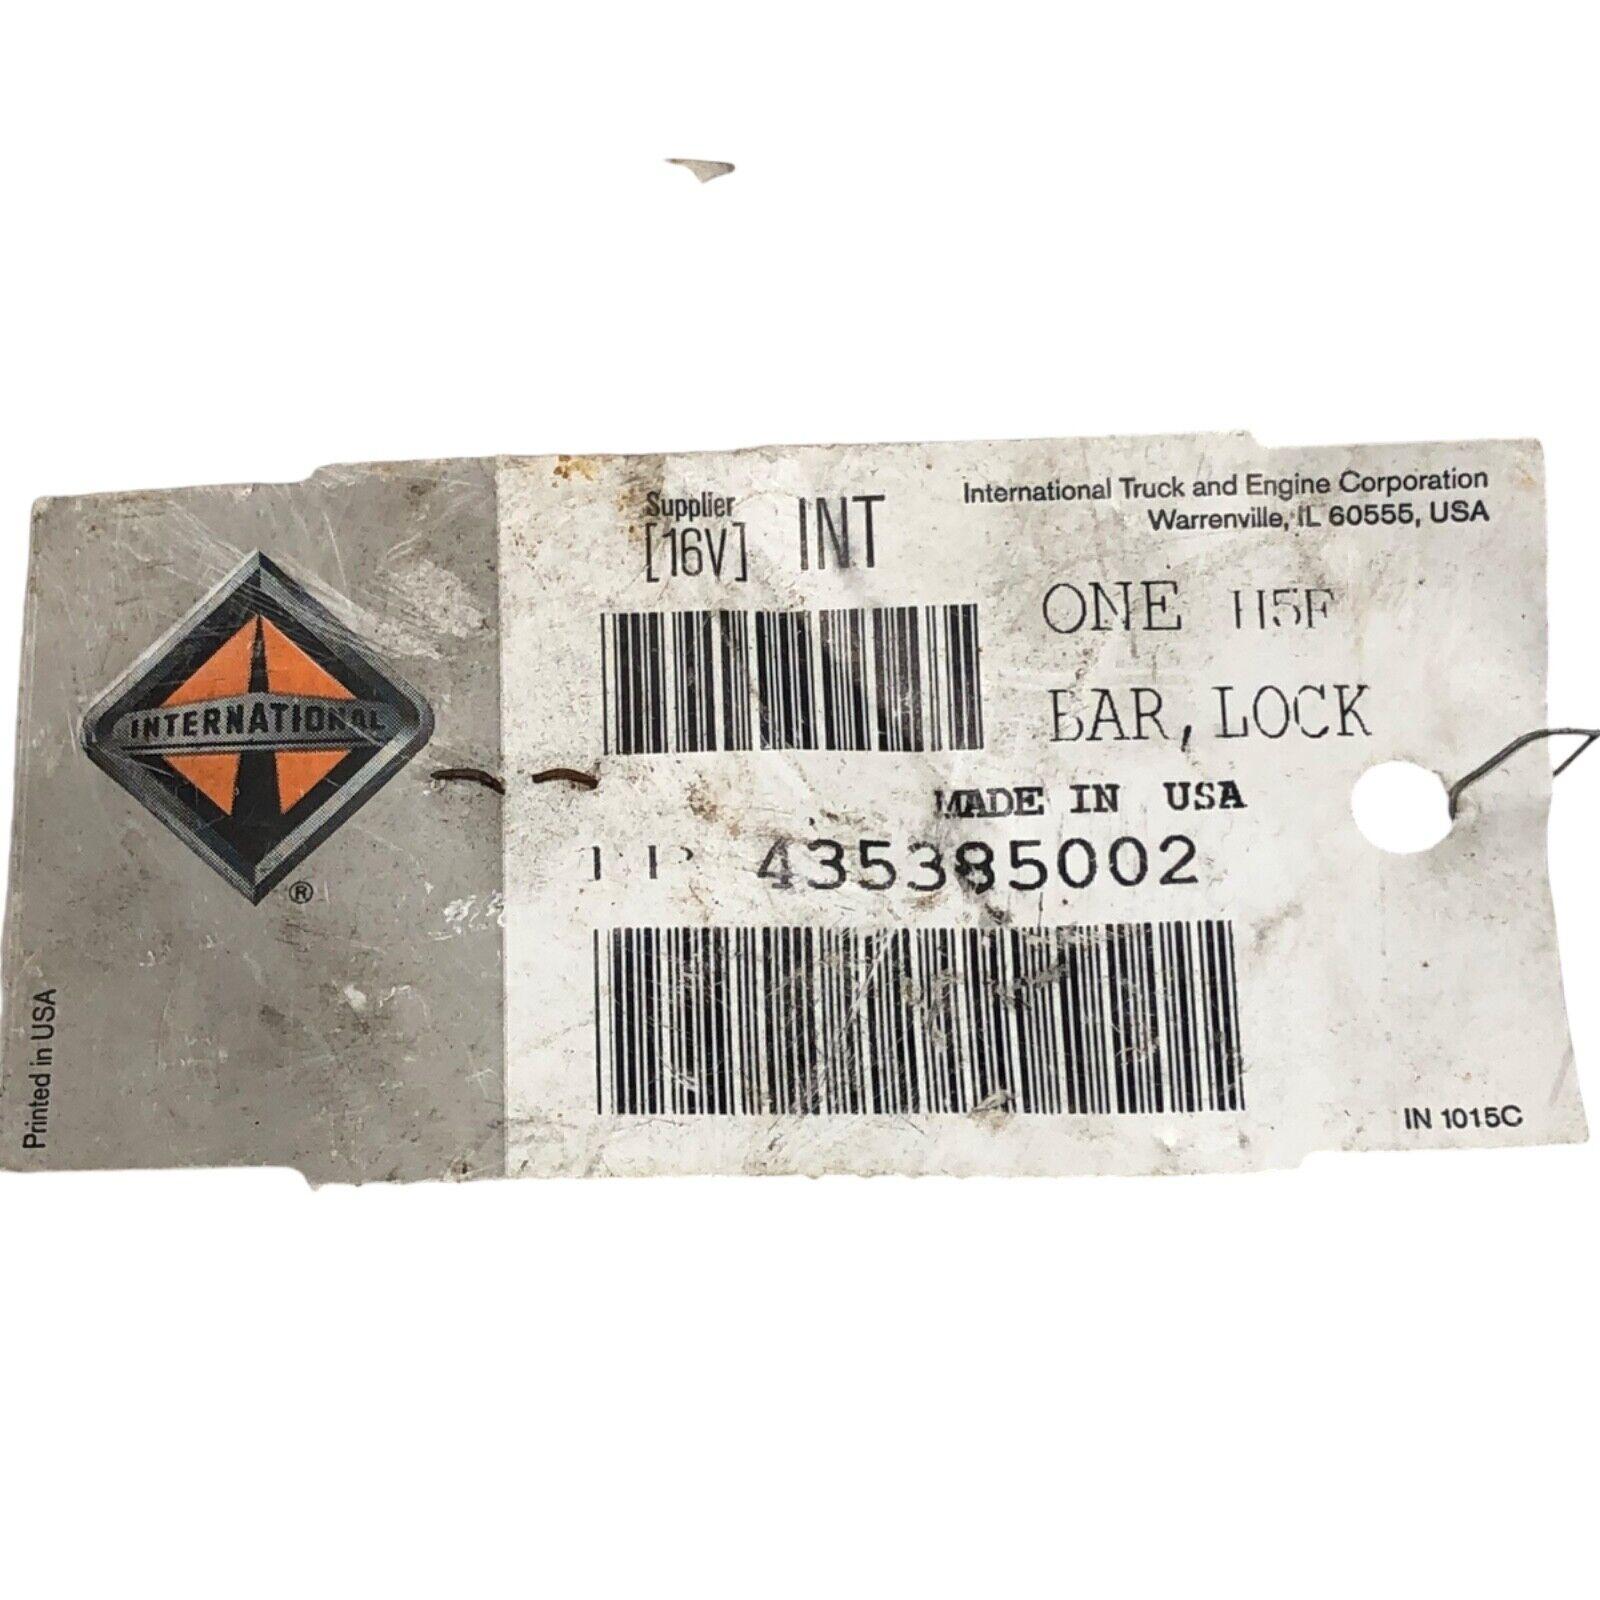 INTERNATIONAL
®
Printed in USA
Supplier
[16V] INT
International Truck and Engine Corporation
Warrenville, IL 60555, USA
ONE
BAR, LOCK
MADE IN USA
435385002
IN 1015C